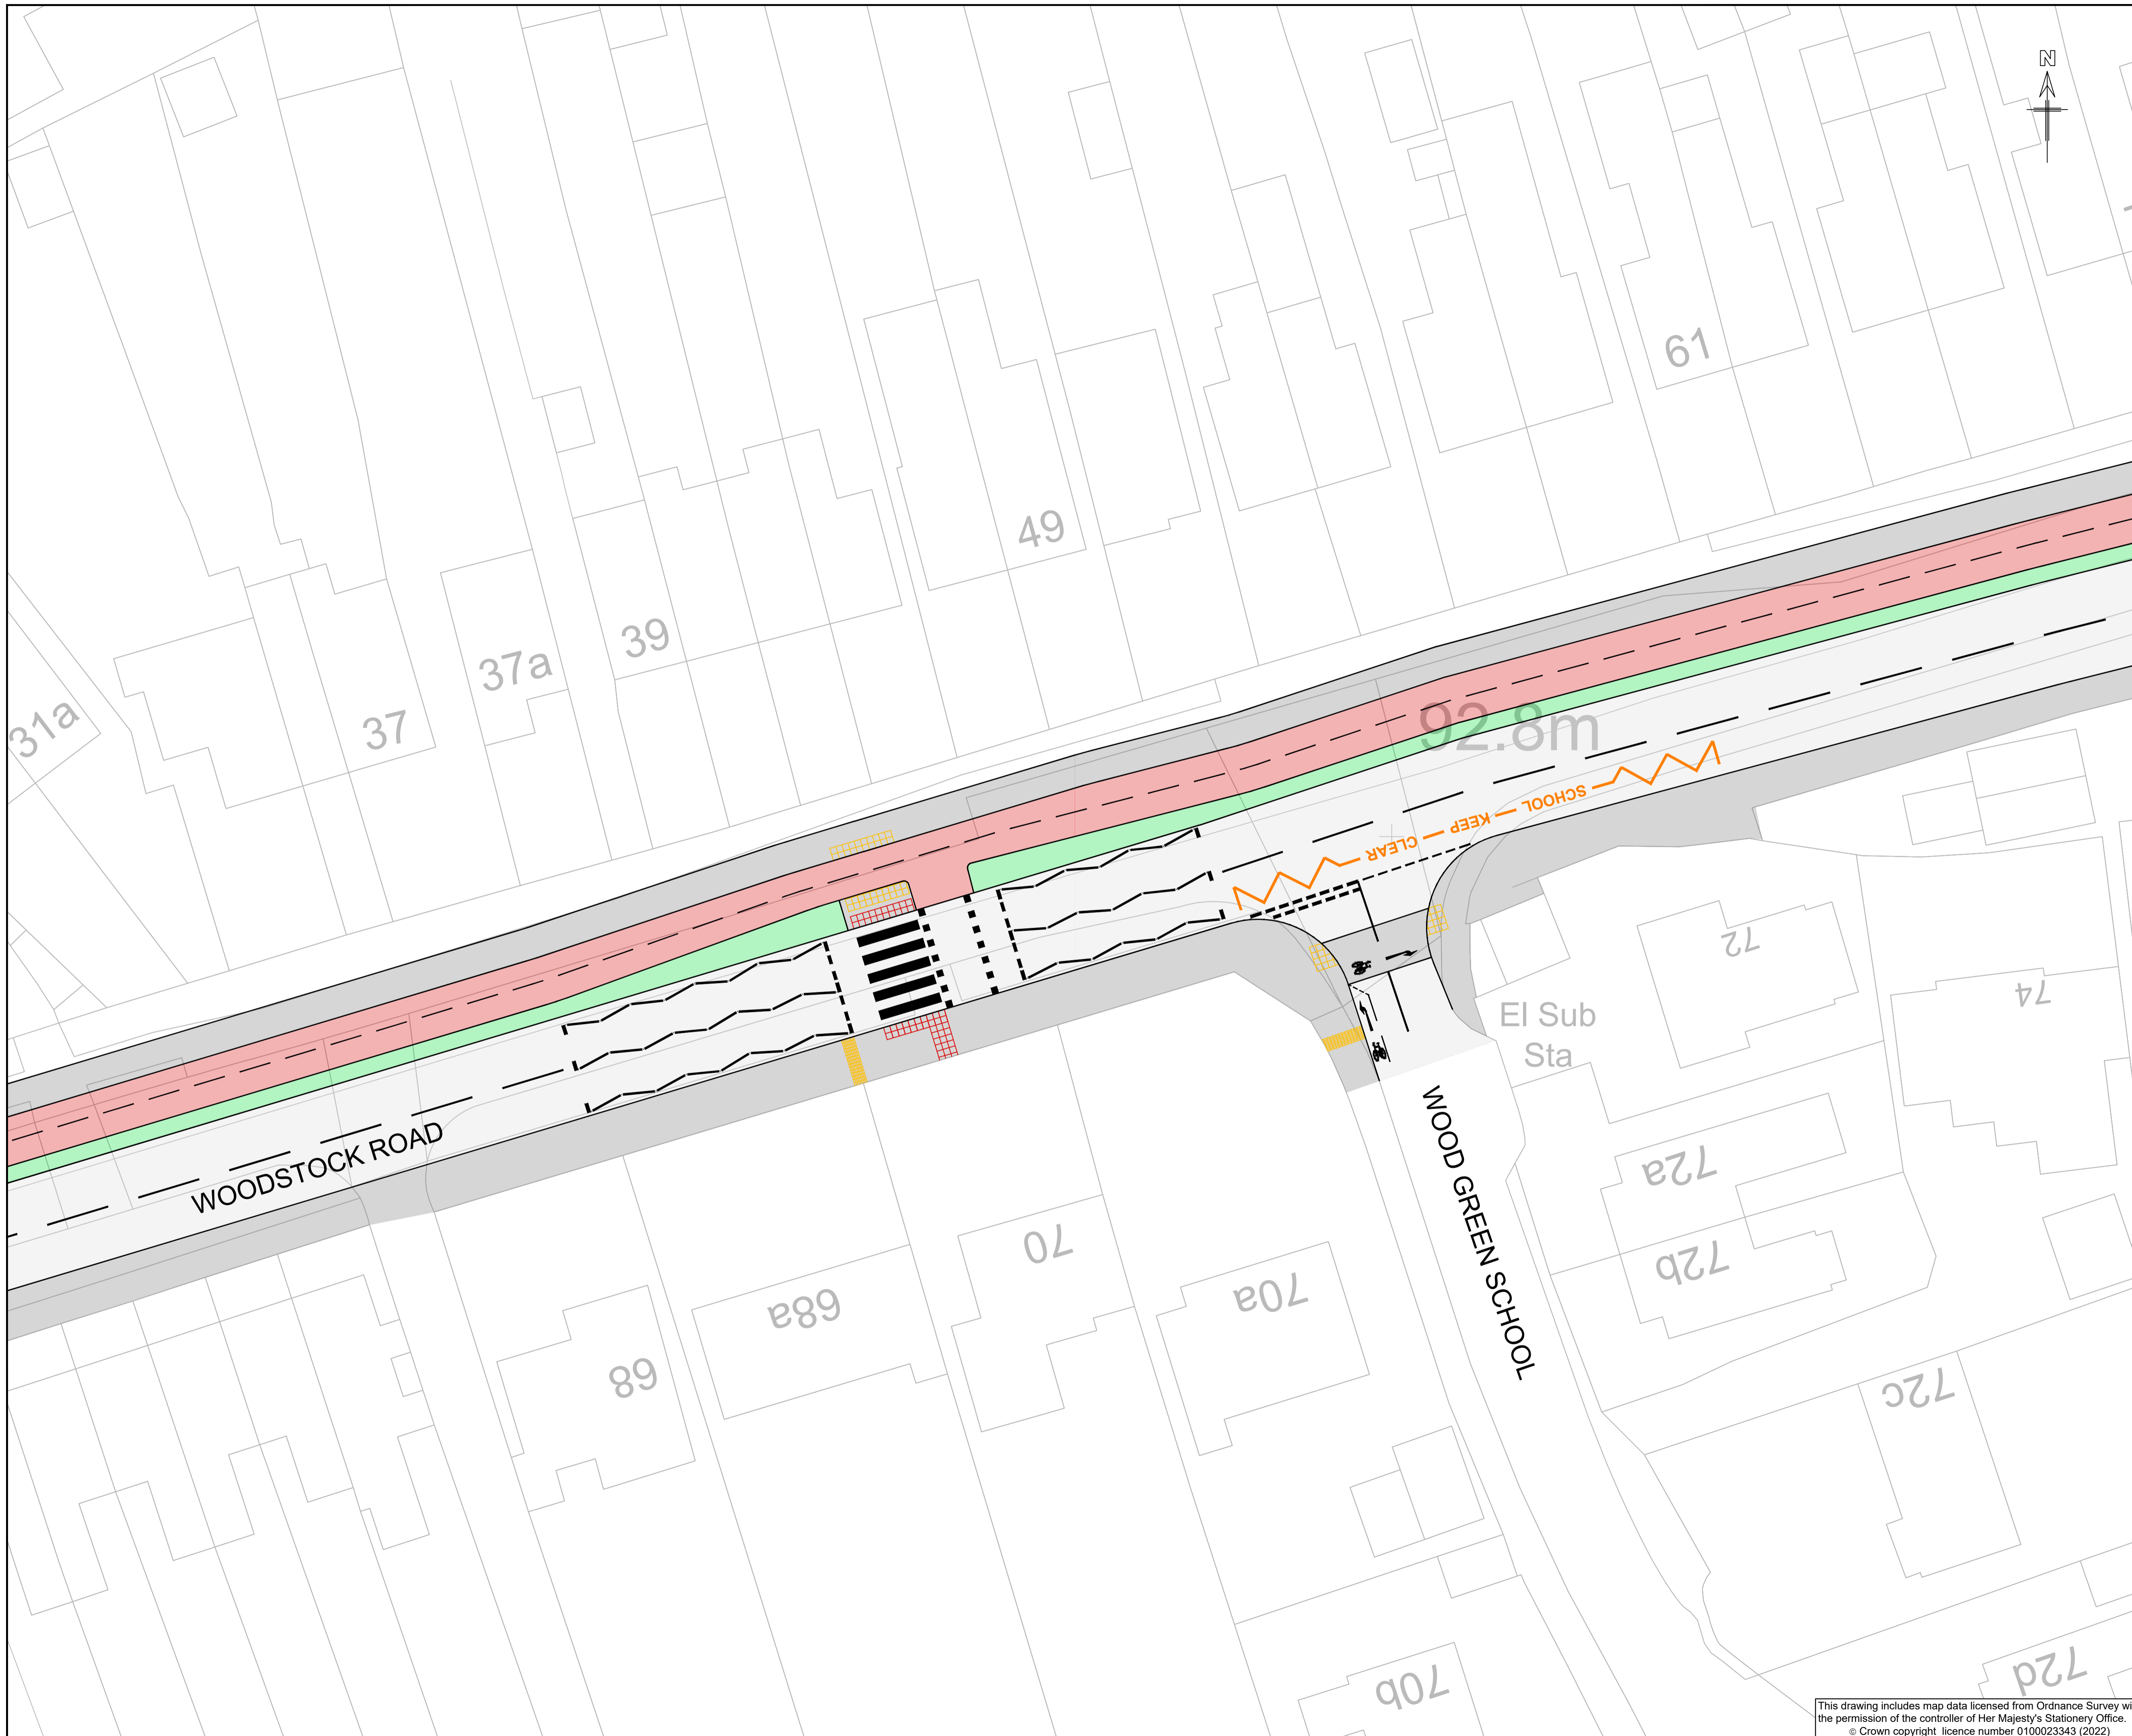 N
61
49
39
37a
37
31a
92.8m
SCHOOL KEEP CLEAR
72
74
El Sub
Sta
WOODSTOCK ROAD
WOOD GREEN SCHOOL
72a
72b
70
70a
68a
68
72c
70b
72d
This drawing includes map data licensed from Ordnance Survey wi
the permission of the controller of Her Majesty's Stationery Office.
© Crown copyright licence number 0100023343 (2022)